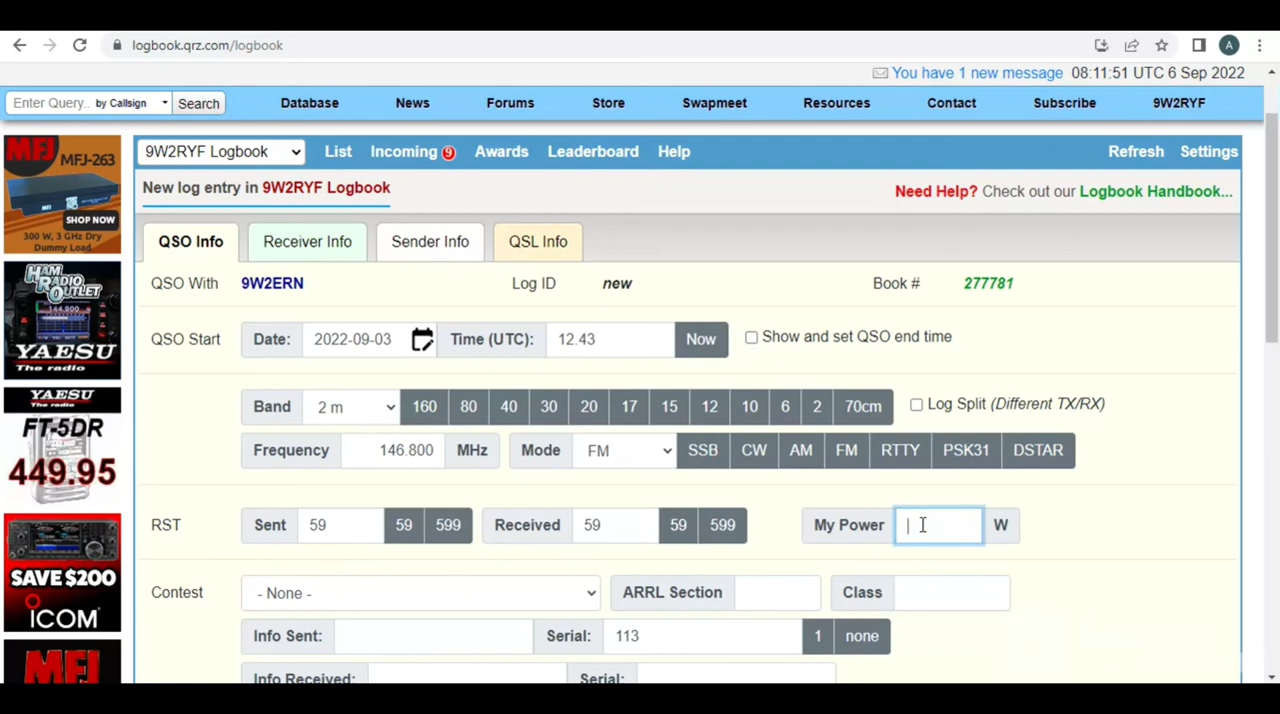 logbook.qrz.com/logbook
A
You have 1 new message 08:11:51 UTC 6 Sep 2022
Enter Query.. by Callsign Search Database News Forums Store Swapmeet Resources Contact Subscribe 9W2RYF
9W2RYF Logbook List Incoming 9 Awards Leaderboard Help Refresh Settings
New log entry in 9W2RYF Logbook Need Help? Check out our Logbook Handbook...
QSO Info Receiver Info Sender Info QSL Info
QSO With 9W2ERN Log ID new Book # 277781
QSO Start Date: 2022-09-03 Time (UTC): 12.43 Now Show and set QSO end time
Band 2 m 160 80 40 30 20 17 15 12 10 6 2 70cm Log Split (Different TX/RX)
Frequency 146.800 MHz Mode FM SSB CW AM FM RTTY PSK31 DSTAR
RST Sent 59 59 599 Received 59 59 599 My Power W
Contest - None - ARRL Section Class
Info Sent: Serial: 113 1 none
Info Received: Serial:
MFJ
MFJ-263
SHOP NOW
300 W, 3 GHz Dry
Dummy Load
HAM RADIO OUTLET
YAESU
The radio
YAESU
The radio
FT-5DR
449.95
SAVE $200
ICOM
MFJ